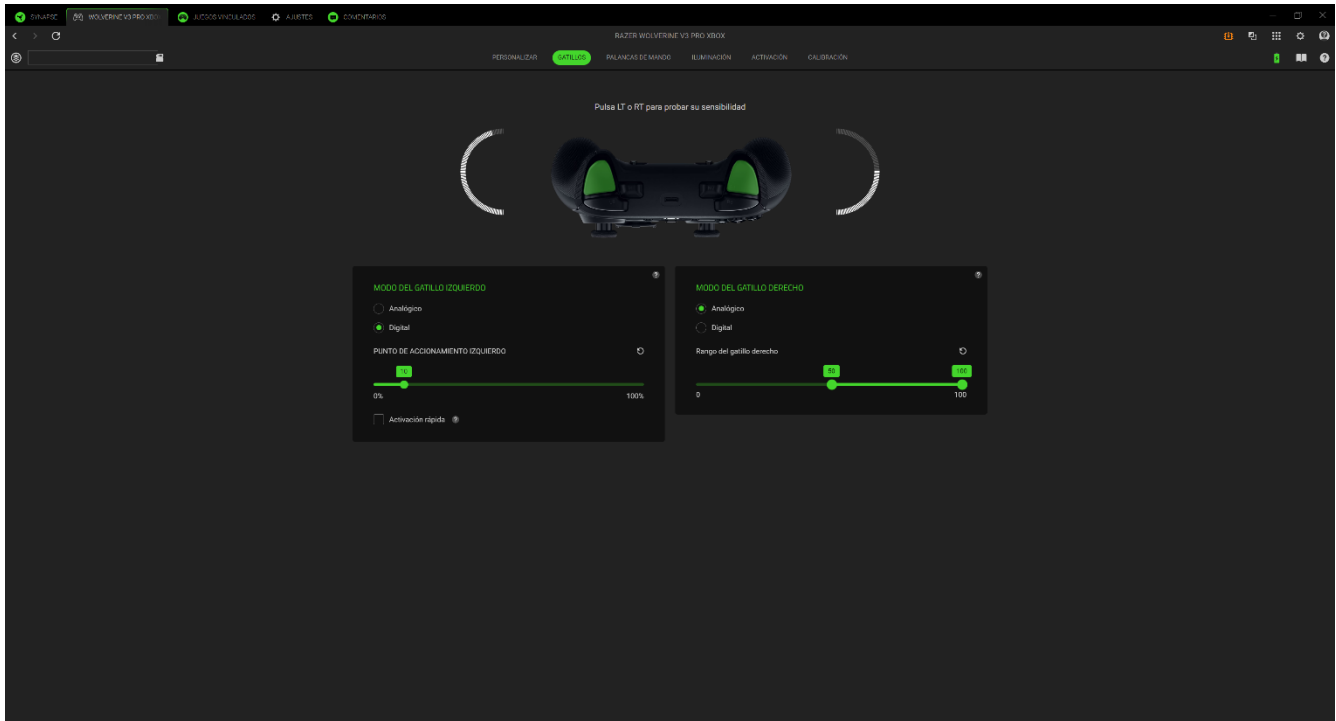 SYNAPSE WOLVERINE V3 PRO XBOX JUEGOS VINCULADOS AJUSTES COMENTARIOS
RAZER WOLVERINE V3 PRO XBOX
PERSONALIZAR GATILLOS PALANCAS DE MANDO ILUMINACIÓN ACTIVACIÓN CALIBRACIÓN
Pulsa LT o RT para probar su sensibilidad
MODO DEL GATILLO IZQUIERDO
Analógico
Digital
PUNTO DE ACCIONAMIENTO IZQUIERDO
10
0% 100%
Activación rápida
MODO DEL GATILLO DERECHO
Analógico
Digital
Rango del gatillo derecho
50 100
0 100